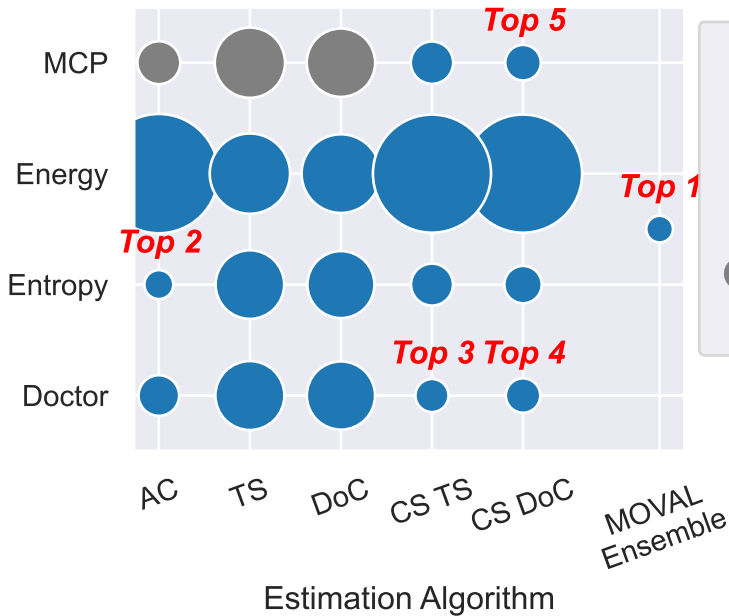 Top 5
MCP
Energy
Top 1
Top 2
Entropy
Top 3 Top 4
Doctor
AC
TS
DoC
CS TS
CS DoC
MOVAL
Ensemble
Estimation Algorithm